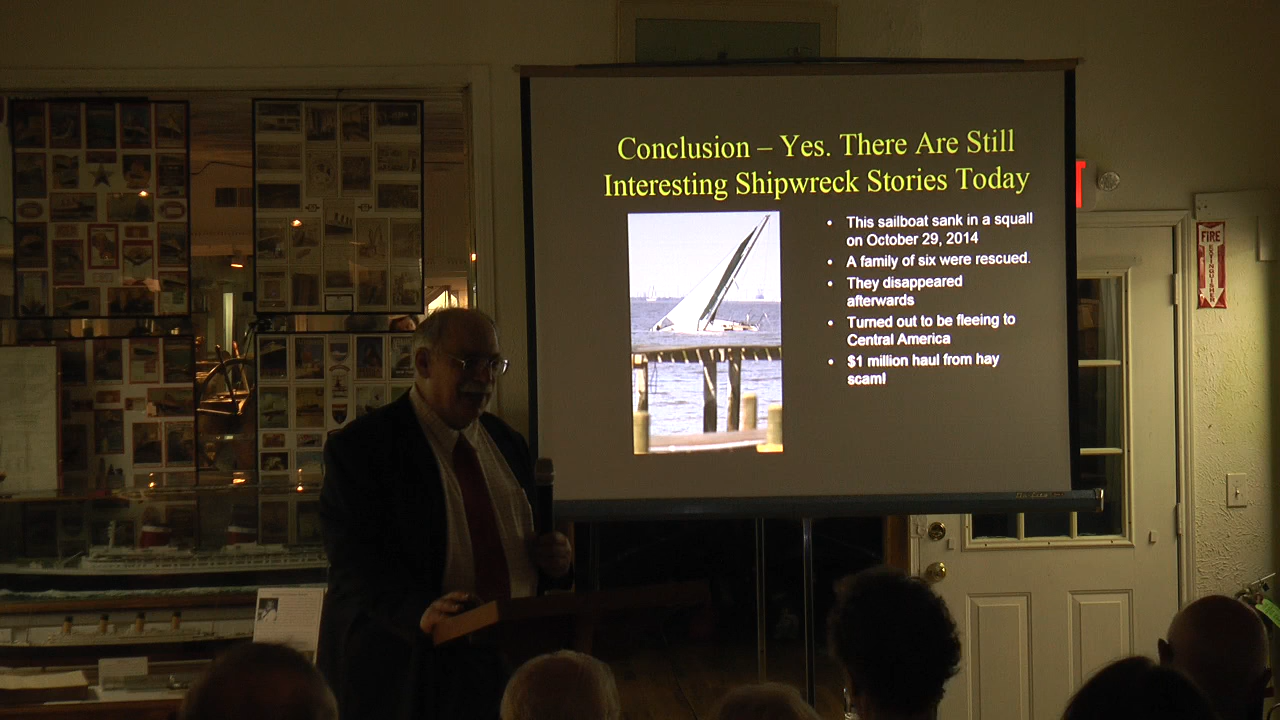 Conclusion – Yes. There Are Still
Interesting Shipwreck Stories Today
• This sailboat sank in a squall
on October 29, 2014
• A family of six were rescued.
• They disappeared
afterwards
• Turned out to be fleeing to
Central America
• $1 million haul from hay
scam!
FIRE
EXTINGUISHER